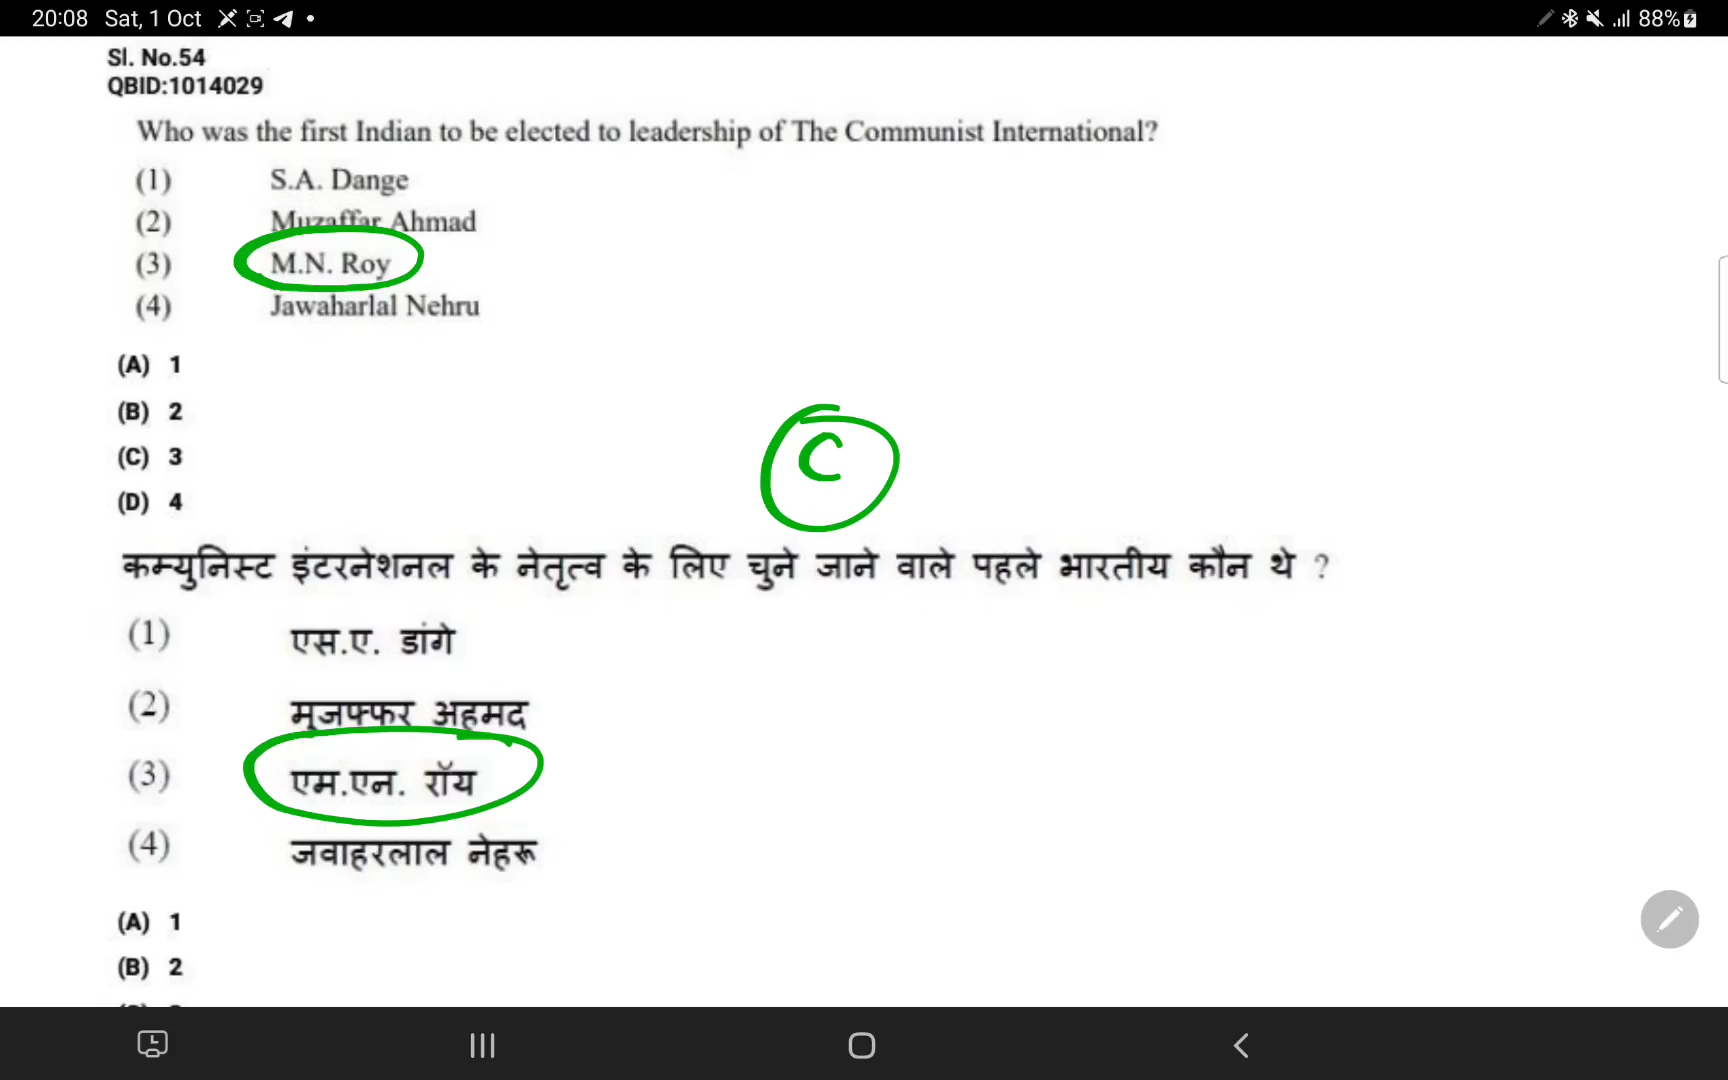 20:08 Sat, 1 Oct
88%
Sl. No.54
QBID:1014029
Who was the first Indian to be elected to leadership of The Communist International?
(1) S.A. Dange
(2) Muzaffar Ahmad
(3) M.N. Roy
(4) Jawaharlal Nehru
(A) 1
(B) 2
(C) 3
(D) 4
C
कम्युनिस्ट इंटरनेशनल के नेतृत्व के लिए चुने जाने वाले पहले भारतीय कौन थे ?
(1) एस.ए. डांगे
(2) मूजफ्फर अहमद
(3) एम.एन. रॉय
(4) जवाहरलाल नेहरू
(A) 1
(B) 2